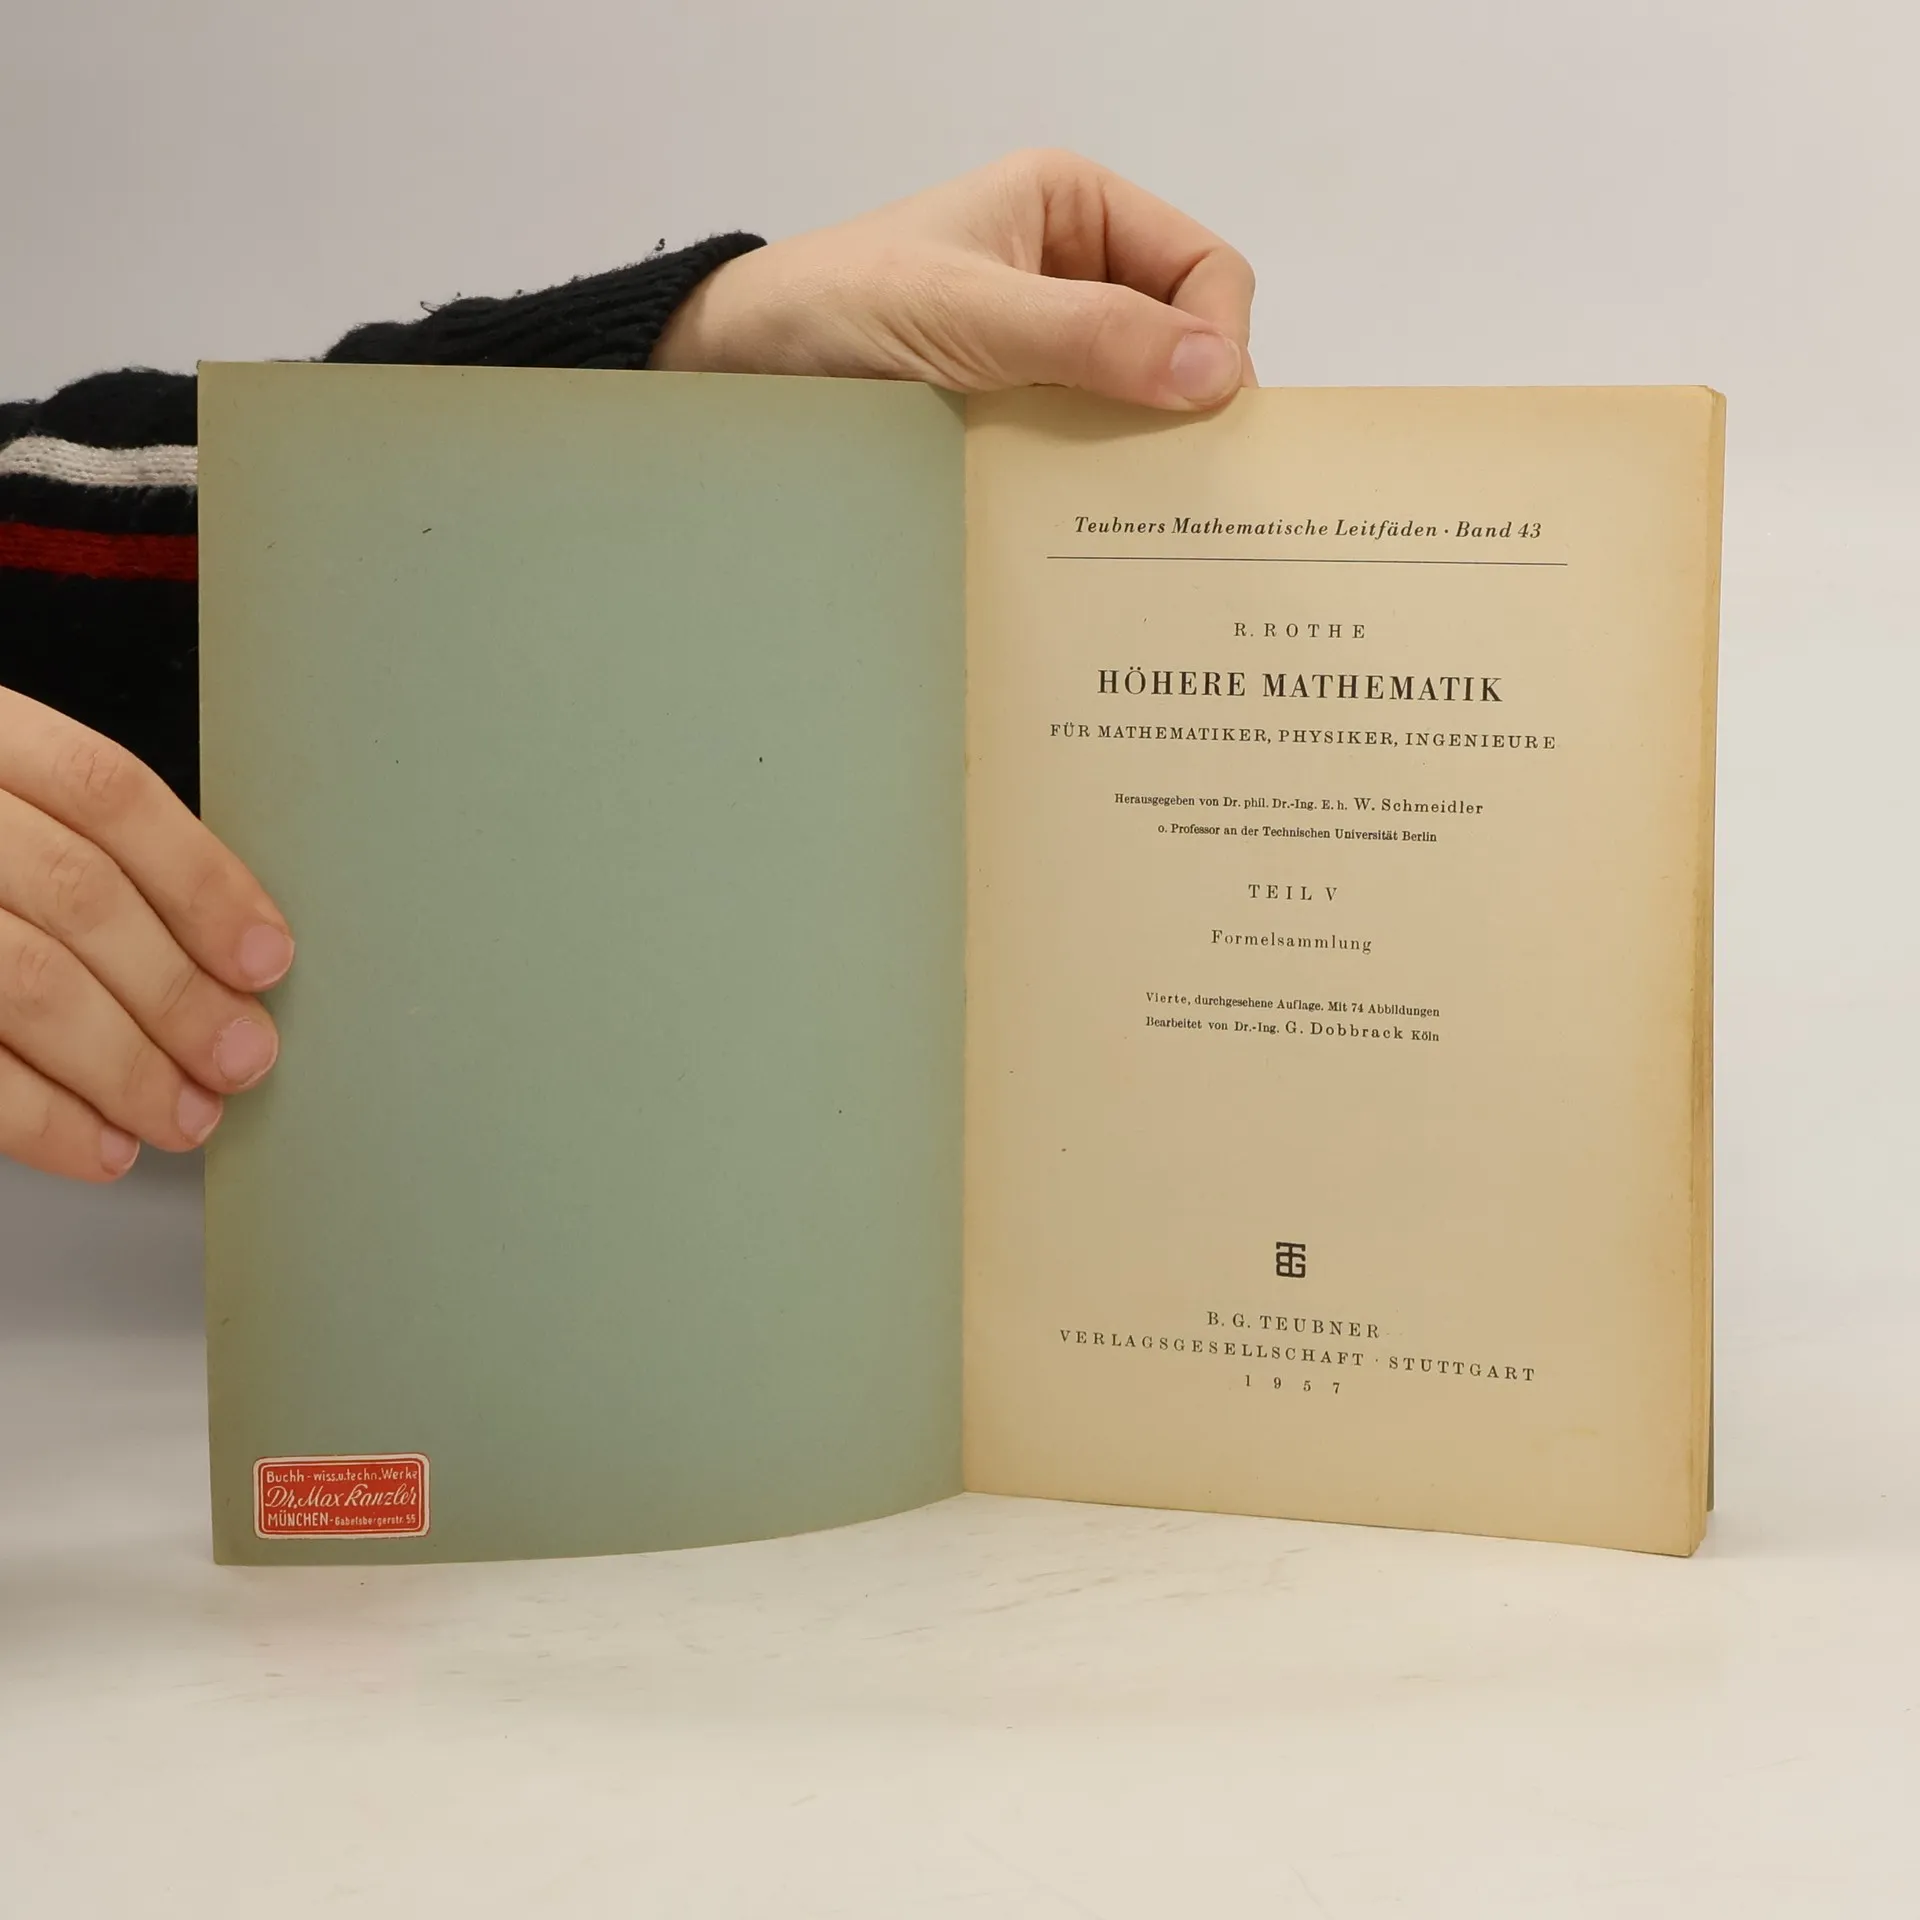 Teubners Mathematische Leitfäden · Band 43
R. ROTHE
HÖHERE MATHEMATIK
FÜR MATHEMATIKER, PHYSIKER, INGENIEURE
Herausgegeben von Dr. phil. Dr.-Ing. E. h. W. Schmeidler
o. Professor an der Technischen Universität Berlin
TEIL V
Formelsammlung
Vierte, durchgesehene Auflage. Mit 74 Abbildungen
Bearbeitet von Dr.-Ing. G. Dobbrack Köln
B. G. TEUBNER
VERLAGSGESELLSCHAFT · STUTTGART
1957
Buchh - wiss.u.techn.Werke
Dr. Max Kanzler
MÜNCHEN - Gabelsbergerstr. 55